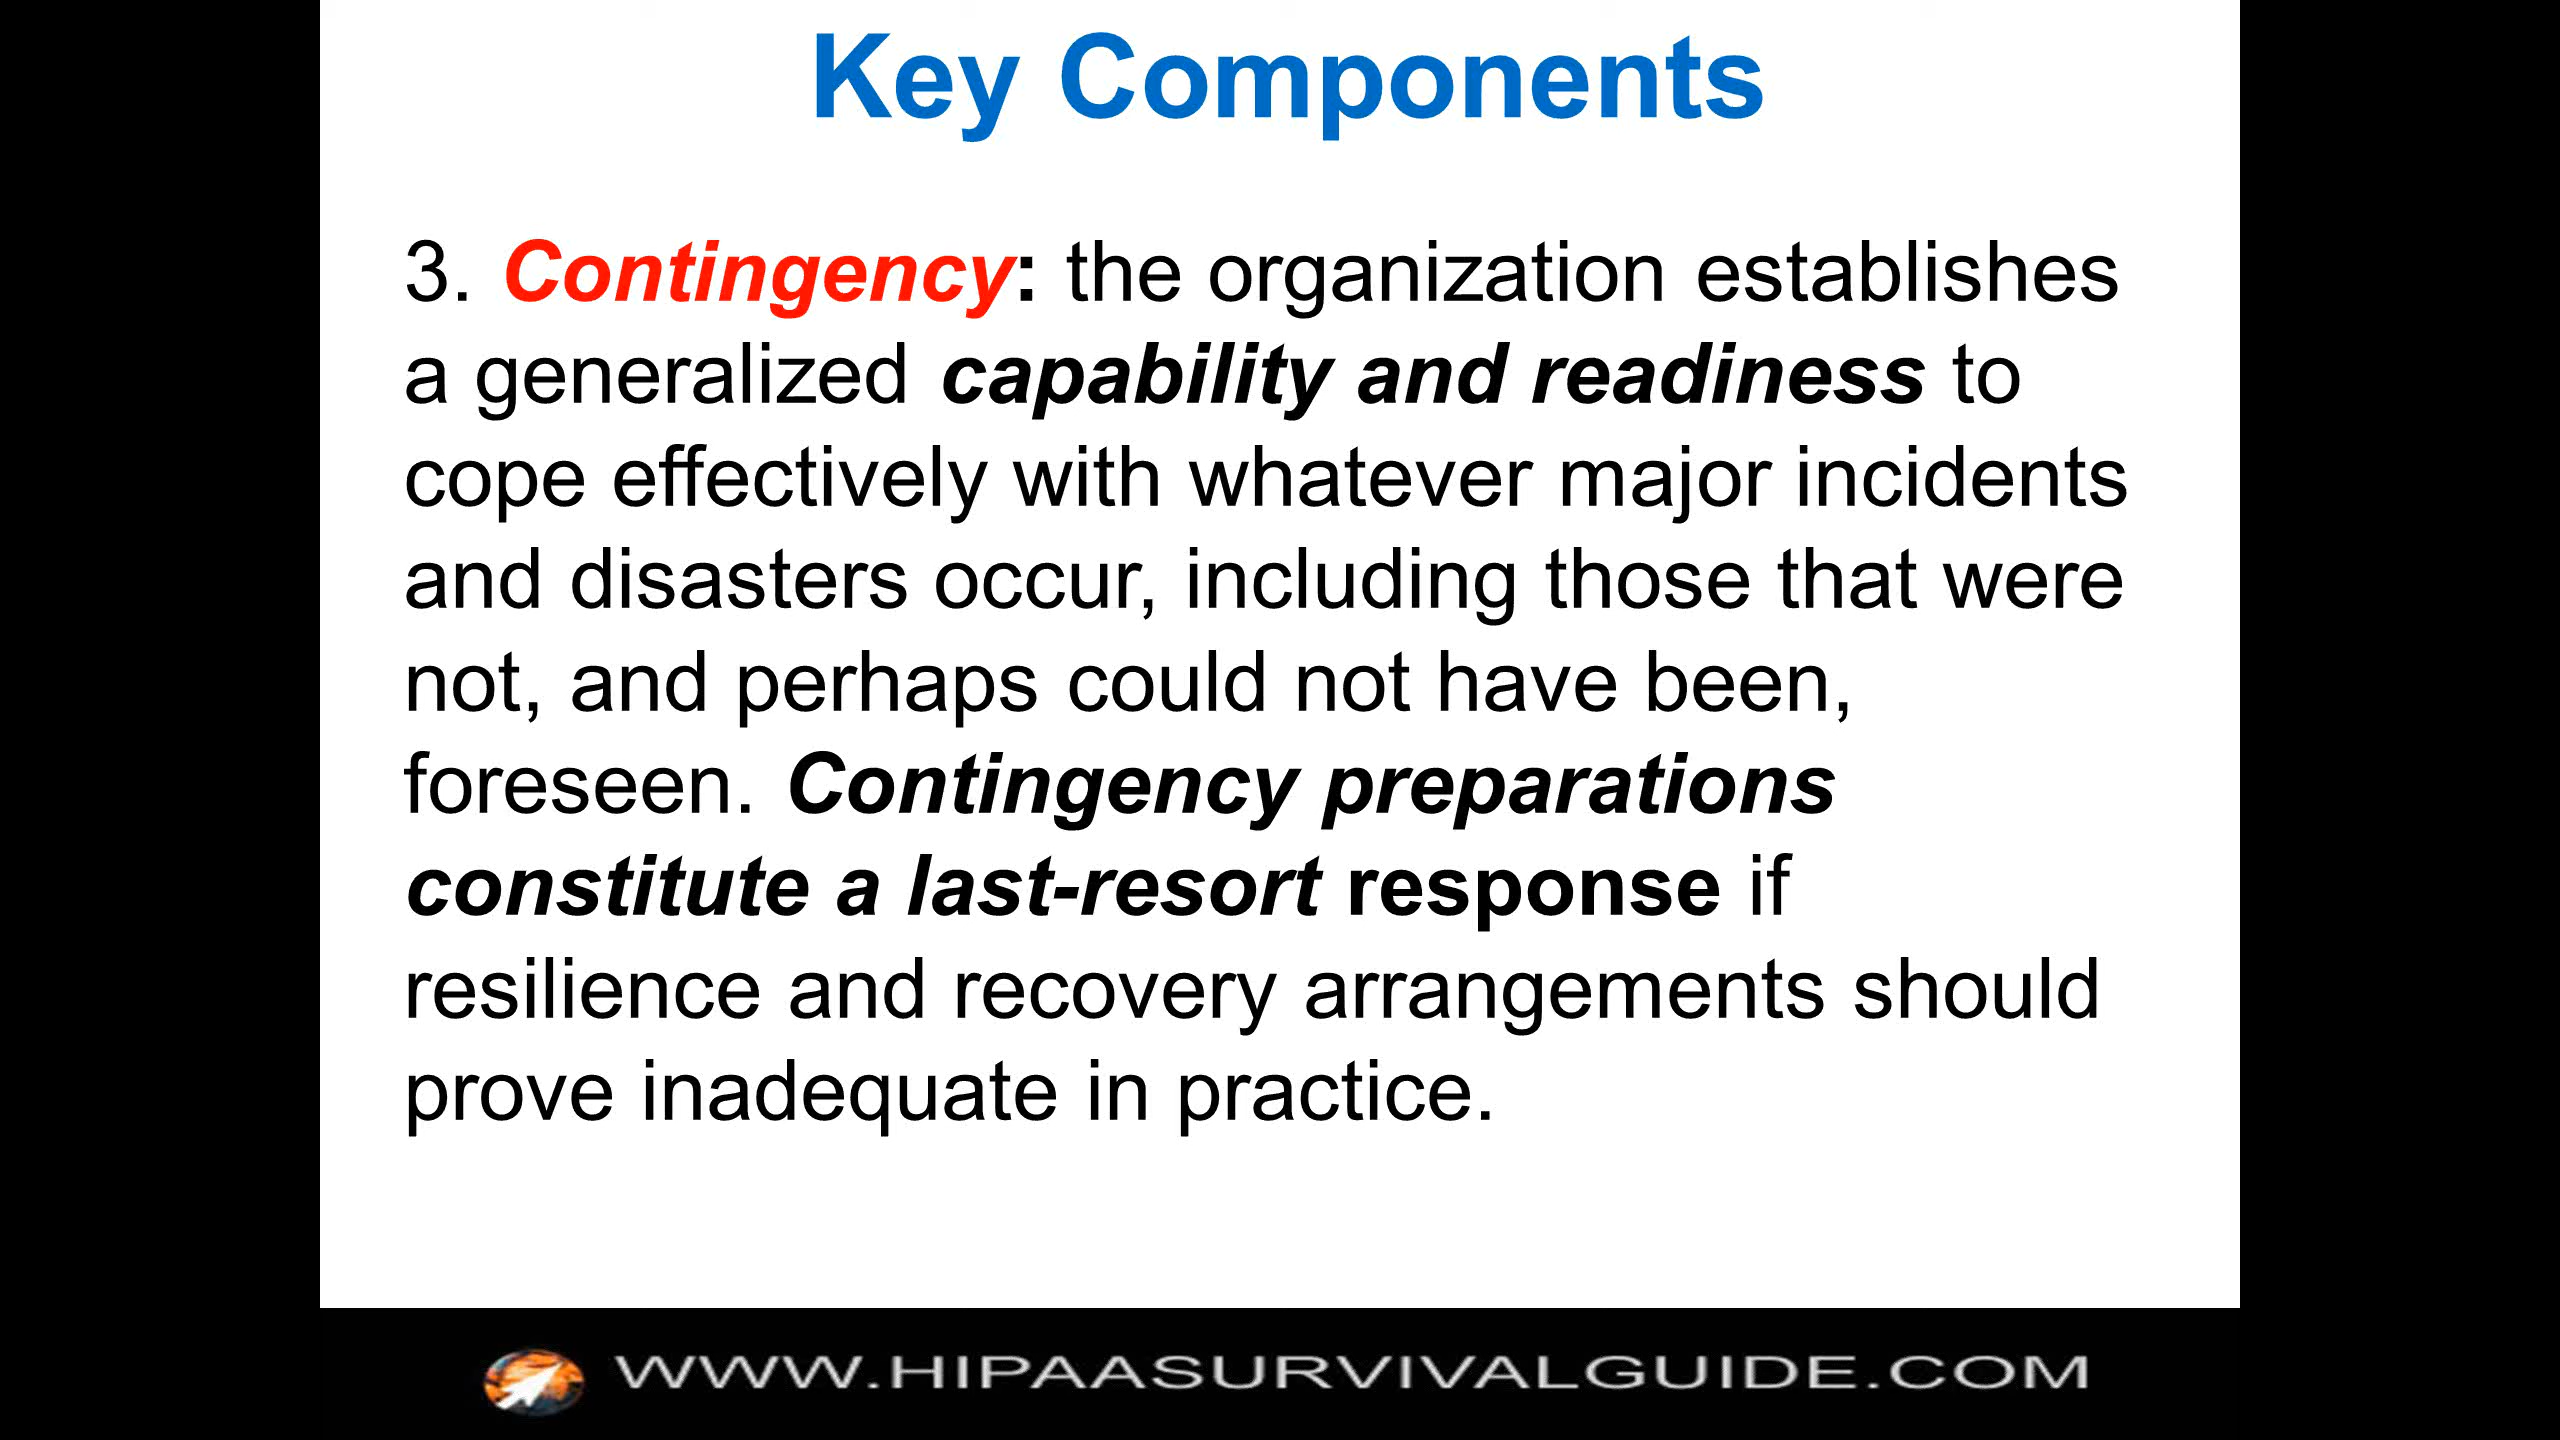 Key Components
3. Contingency: the organization establishes
a generalized capability and readiness to
cope effectively with whatever major incidents
and disasters occur, including those that were
not, and perhaps could not have been,
foreseen. Contingency preparations
constitute a last-resort response if
resilience and recovery arrangements should
prove inadequate in practice.
WWW.HIPAASURVIVALGUIDE.COM